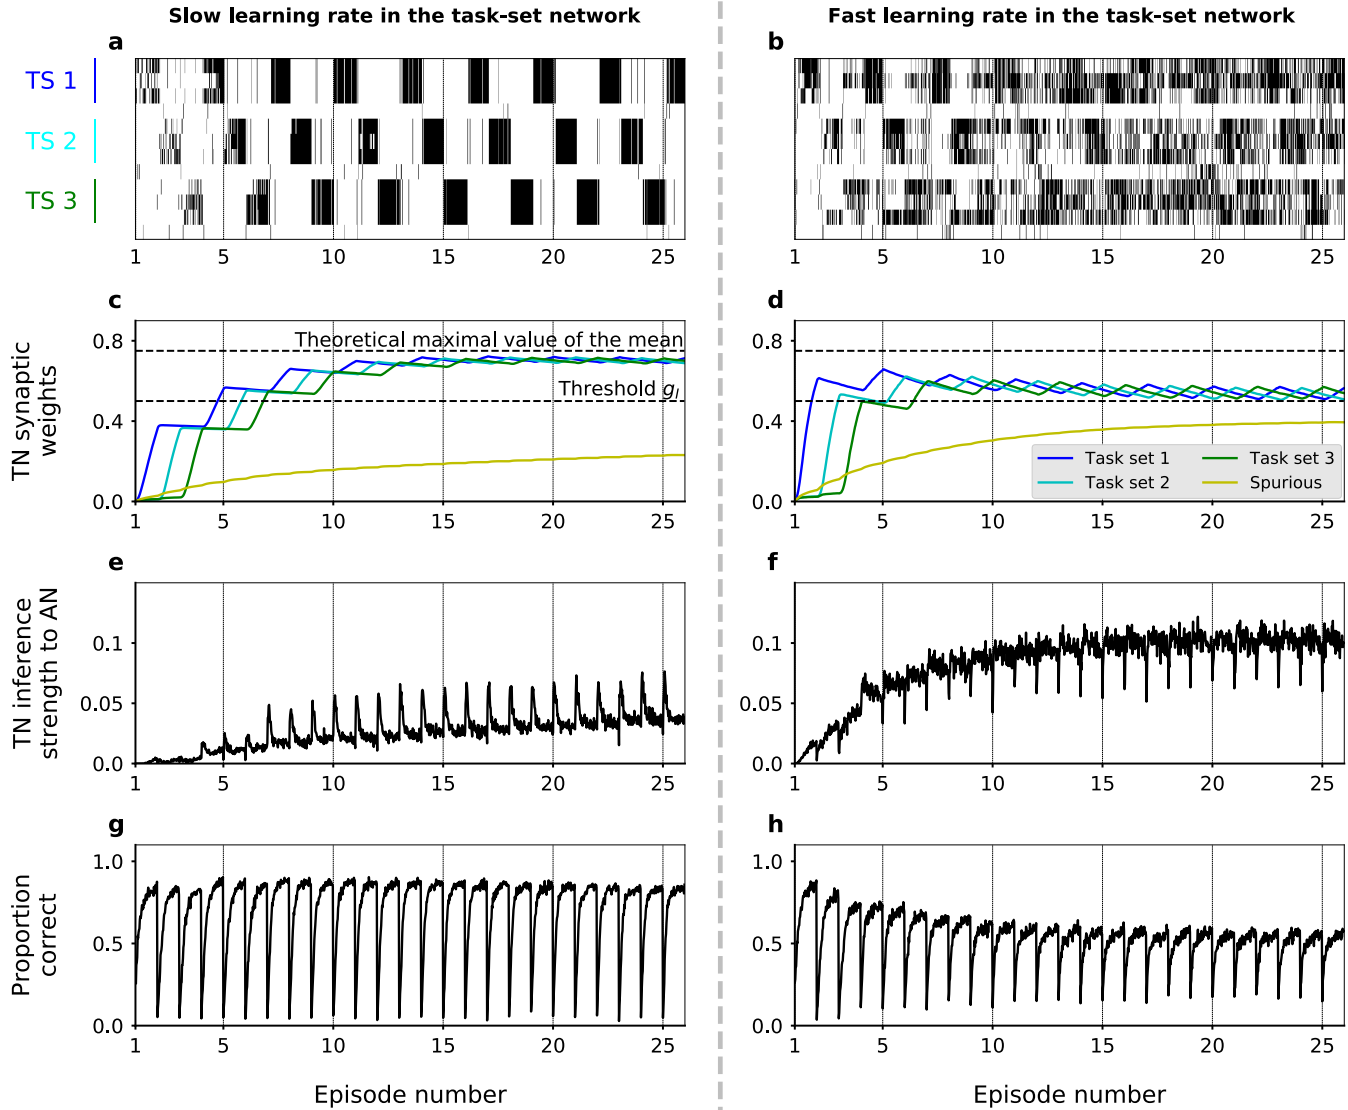 Slow learning rate in the task-set network
Fast learning rate in the task-set network
a
b
TS 1
TS 2
TS 3
1 5 10 15 20 25
1 5 10 15 20 25
c
d
TN synaptic
weights
0.8
0.4
0.0
Theoretical maximal value of the mean
Threshold g_l
1 5 10 15 20 25
0.8
0.4
0.0
Task set 1
Task set 2
Task set 3
Spurious
1 5 10 15 20 25
e
f
TN inference
strength to AN
0.1
0.05
0.0
1 5 10 15 20 25
0.1
0.05
0.0
1 5 10 15 20 25
g
h
Proportion
correct
1.0
0.5
0.0
1 5 10 15 20 25
1.0
0.5
0.0
1 5 10 15 20 25
Episode number
Episode number